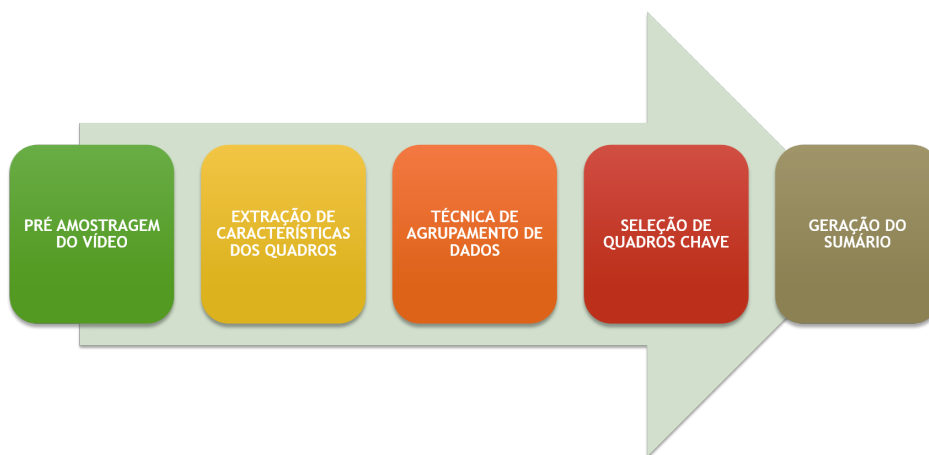 PRÉ AMOSTRAGEM
DO VÍDEO
EXTRAÇÃO DE
CARACTERÍSTICAS
DOS QUADROS
TÉCNICA DE
AGRUPAMENTO DE
DADOS
SELEÇÃO DE
QUADROS CHAVE
GERAÇÃO DO
SUMÁRIO